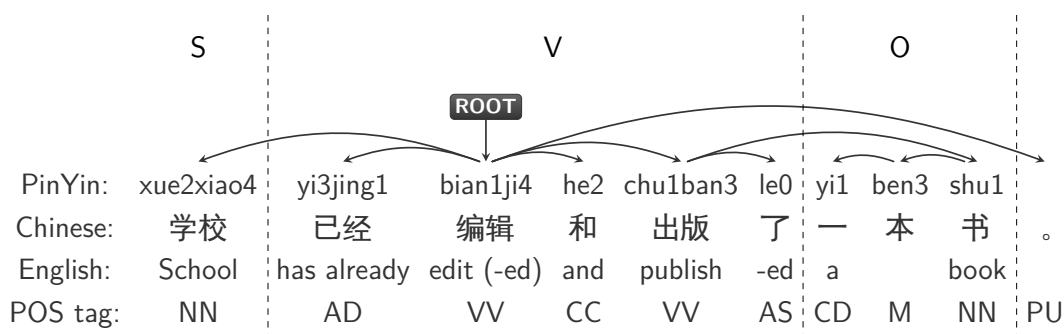 S V O
ROOT
PinYin: xue2xiao4 yi3jing1 bian1ji4 he2 chu1ban3 le0 yi1 ben3 shu1
Chinese: 学校 已经 编辑 和 出版 了 一 本 书 。
English: School has already edit (-ed) and publish -ed a book
POS tag: NN AD VV CC VV AS CD M NN PU